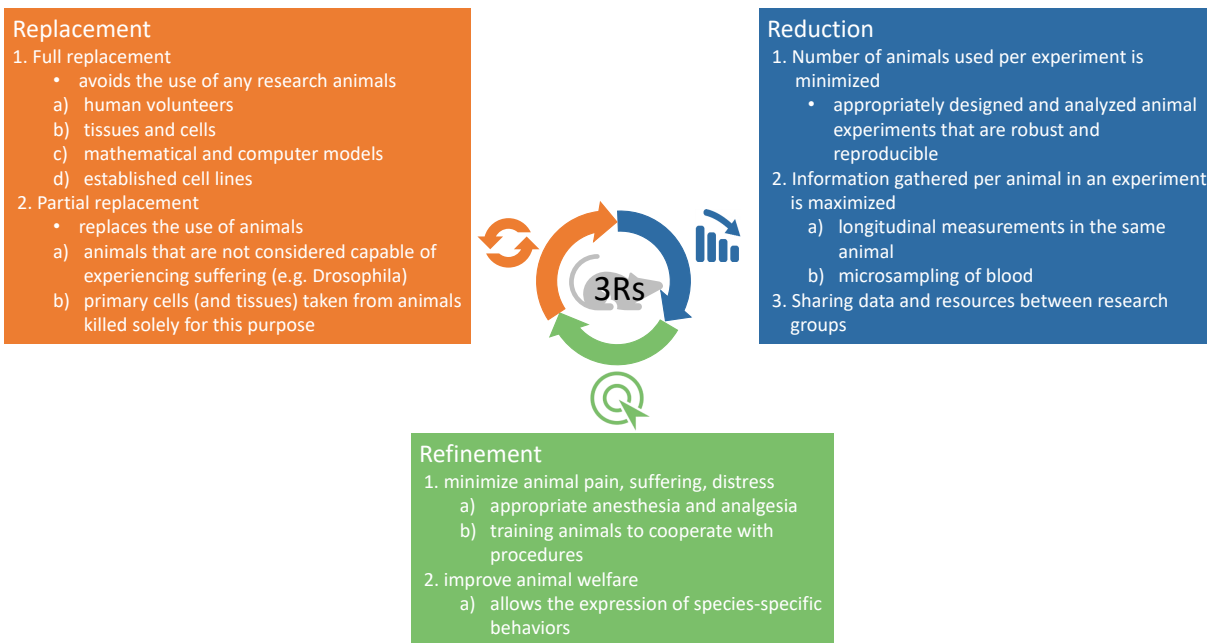 Replacement
1. Full replacement
• avoids the use of any research animals
a) human volunteers
b) tissues and cells
c) mathematical and computer models
d) established cell lines
2. Partial replacement
• replaces the use of animals
a) animals that are not considered capable of
experiencing suffering (e.g. Drosophila)
b) primary cells (and tissues) taken from animals
killed solely for this purpose
3Rs
Reduction
1. Number of animals used per experiment is
minimized
• appropriately designed and analyzed animal
experiments that are robust and
reproducible
2. Information gathered per animal in an experiment
is maximized
a) longitudinal measurements in the same
animal
b) microsampling of blood
3. Sharing data and resources between research
groups
Refinement
1. minimize animal pain, suffering, distress
a) appropriate anesthesia and analgesia
b) training animals to cooperate with
procedures
2. improve animal welfare
a) allows the expression of species-specific
behaviors